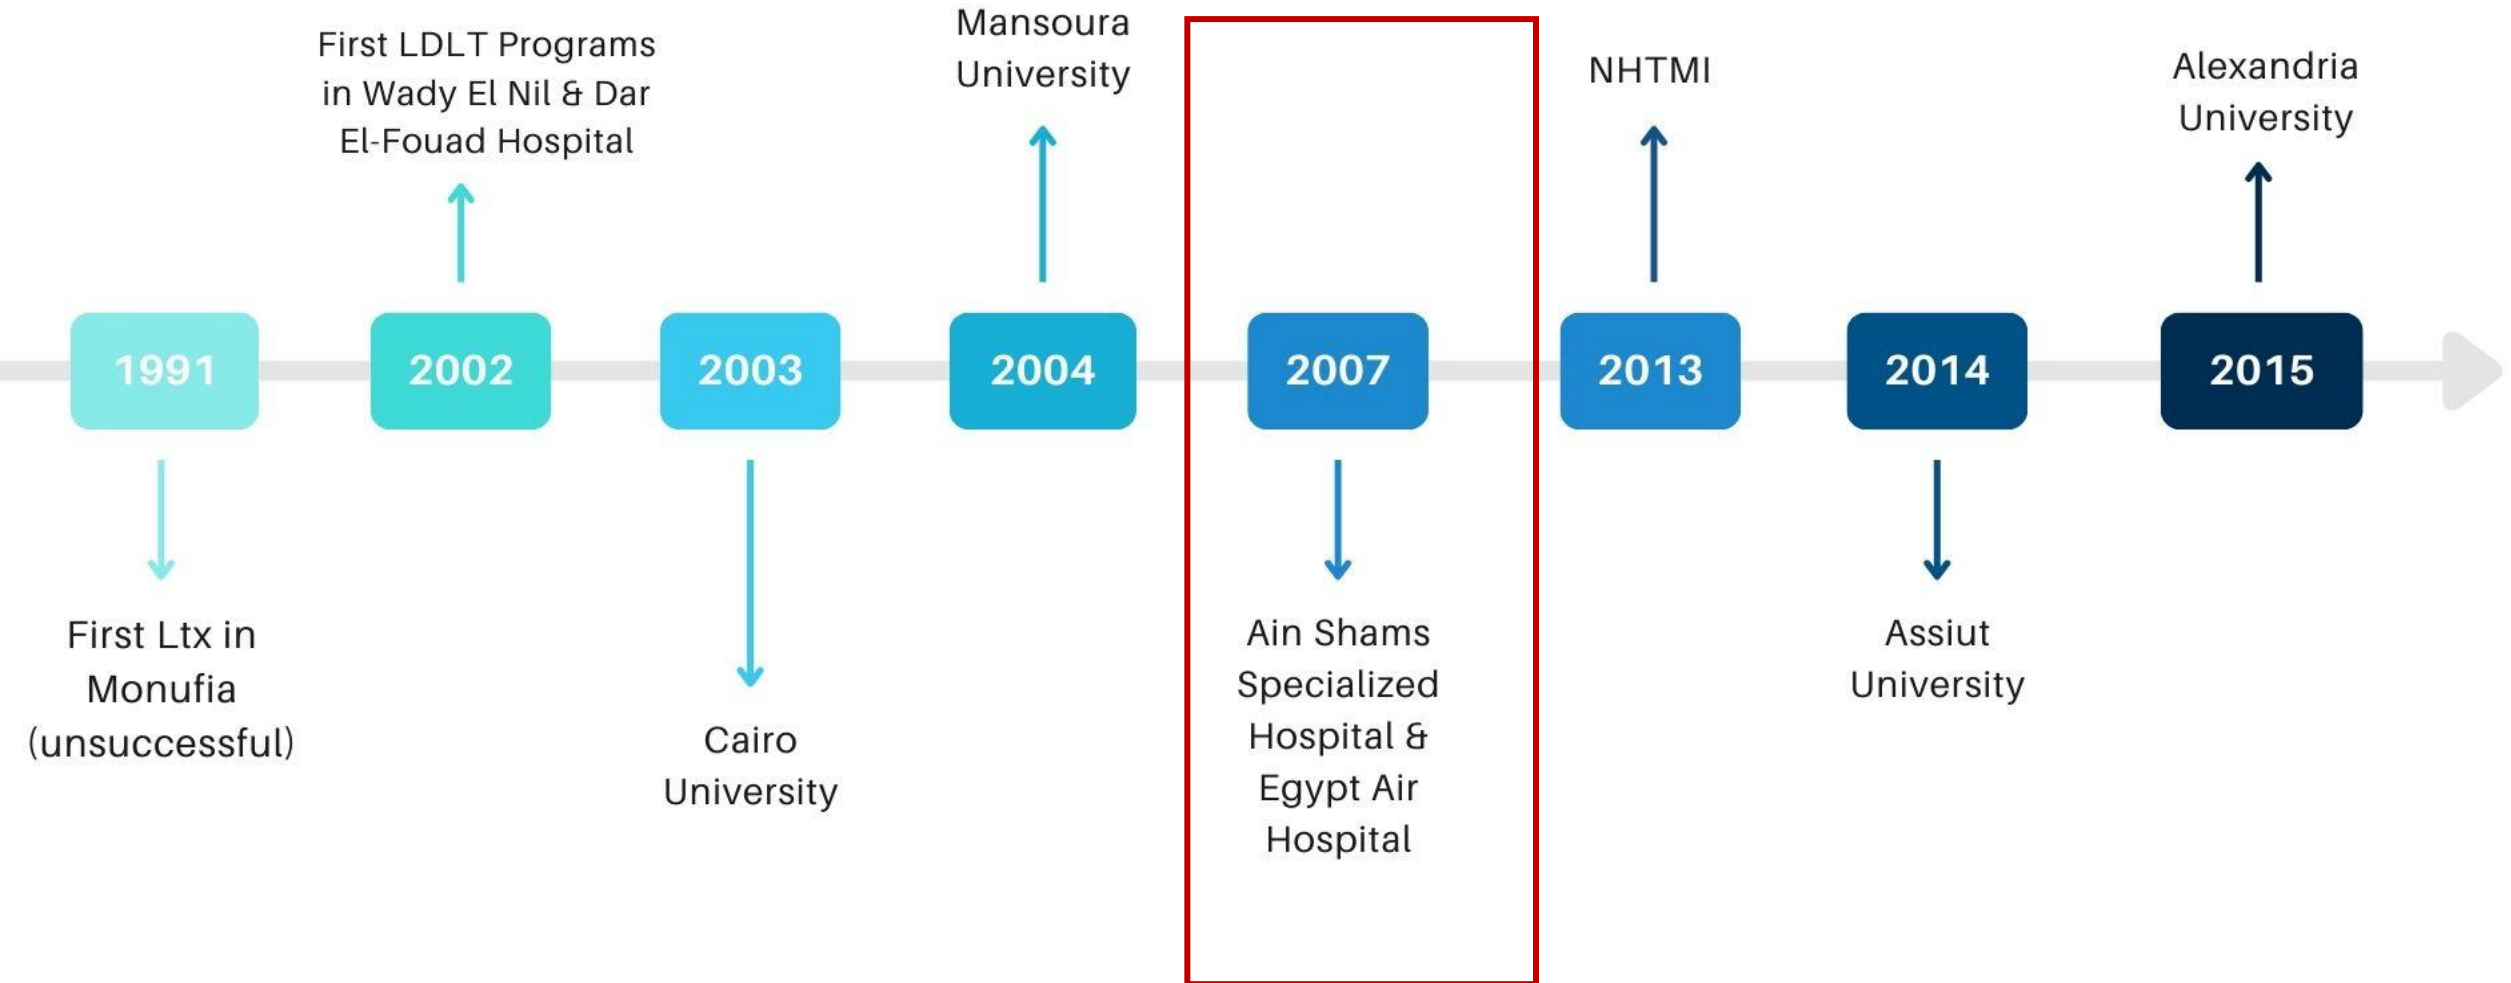 First LDLT Programs
in Wady El Nil & Dar
El-Fouad Hospital
Mansoura
University
NHTMI
Alexandria
University
1991
2002
2003
2004
2007
2013
2014
2015
First Ltx in
Monufia
(unsuccessful)
Cairo
University
Ain Shams
Specialized
Hospital &
Egypt Air
Hospital
Assiut
University